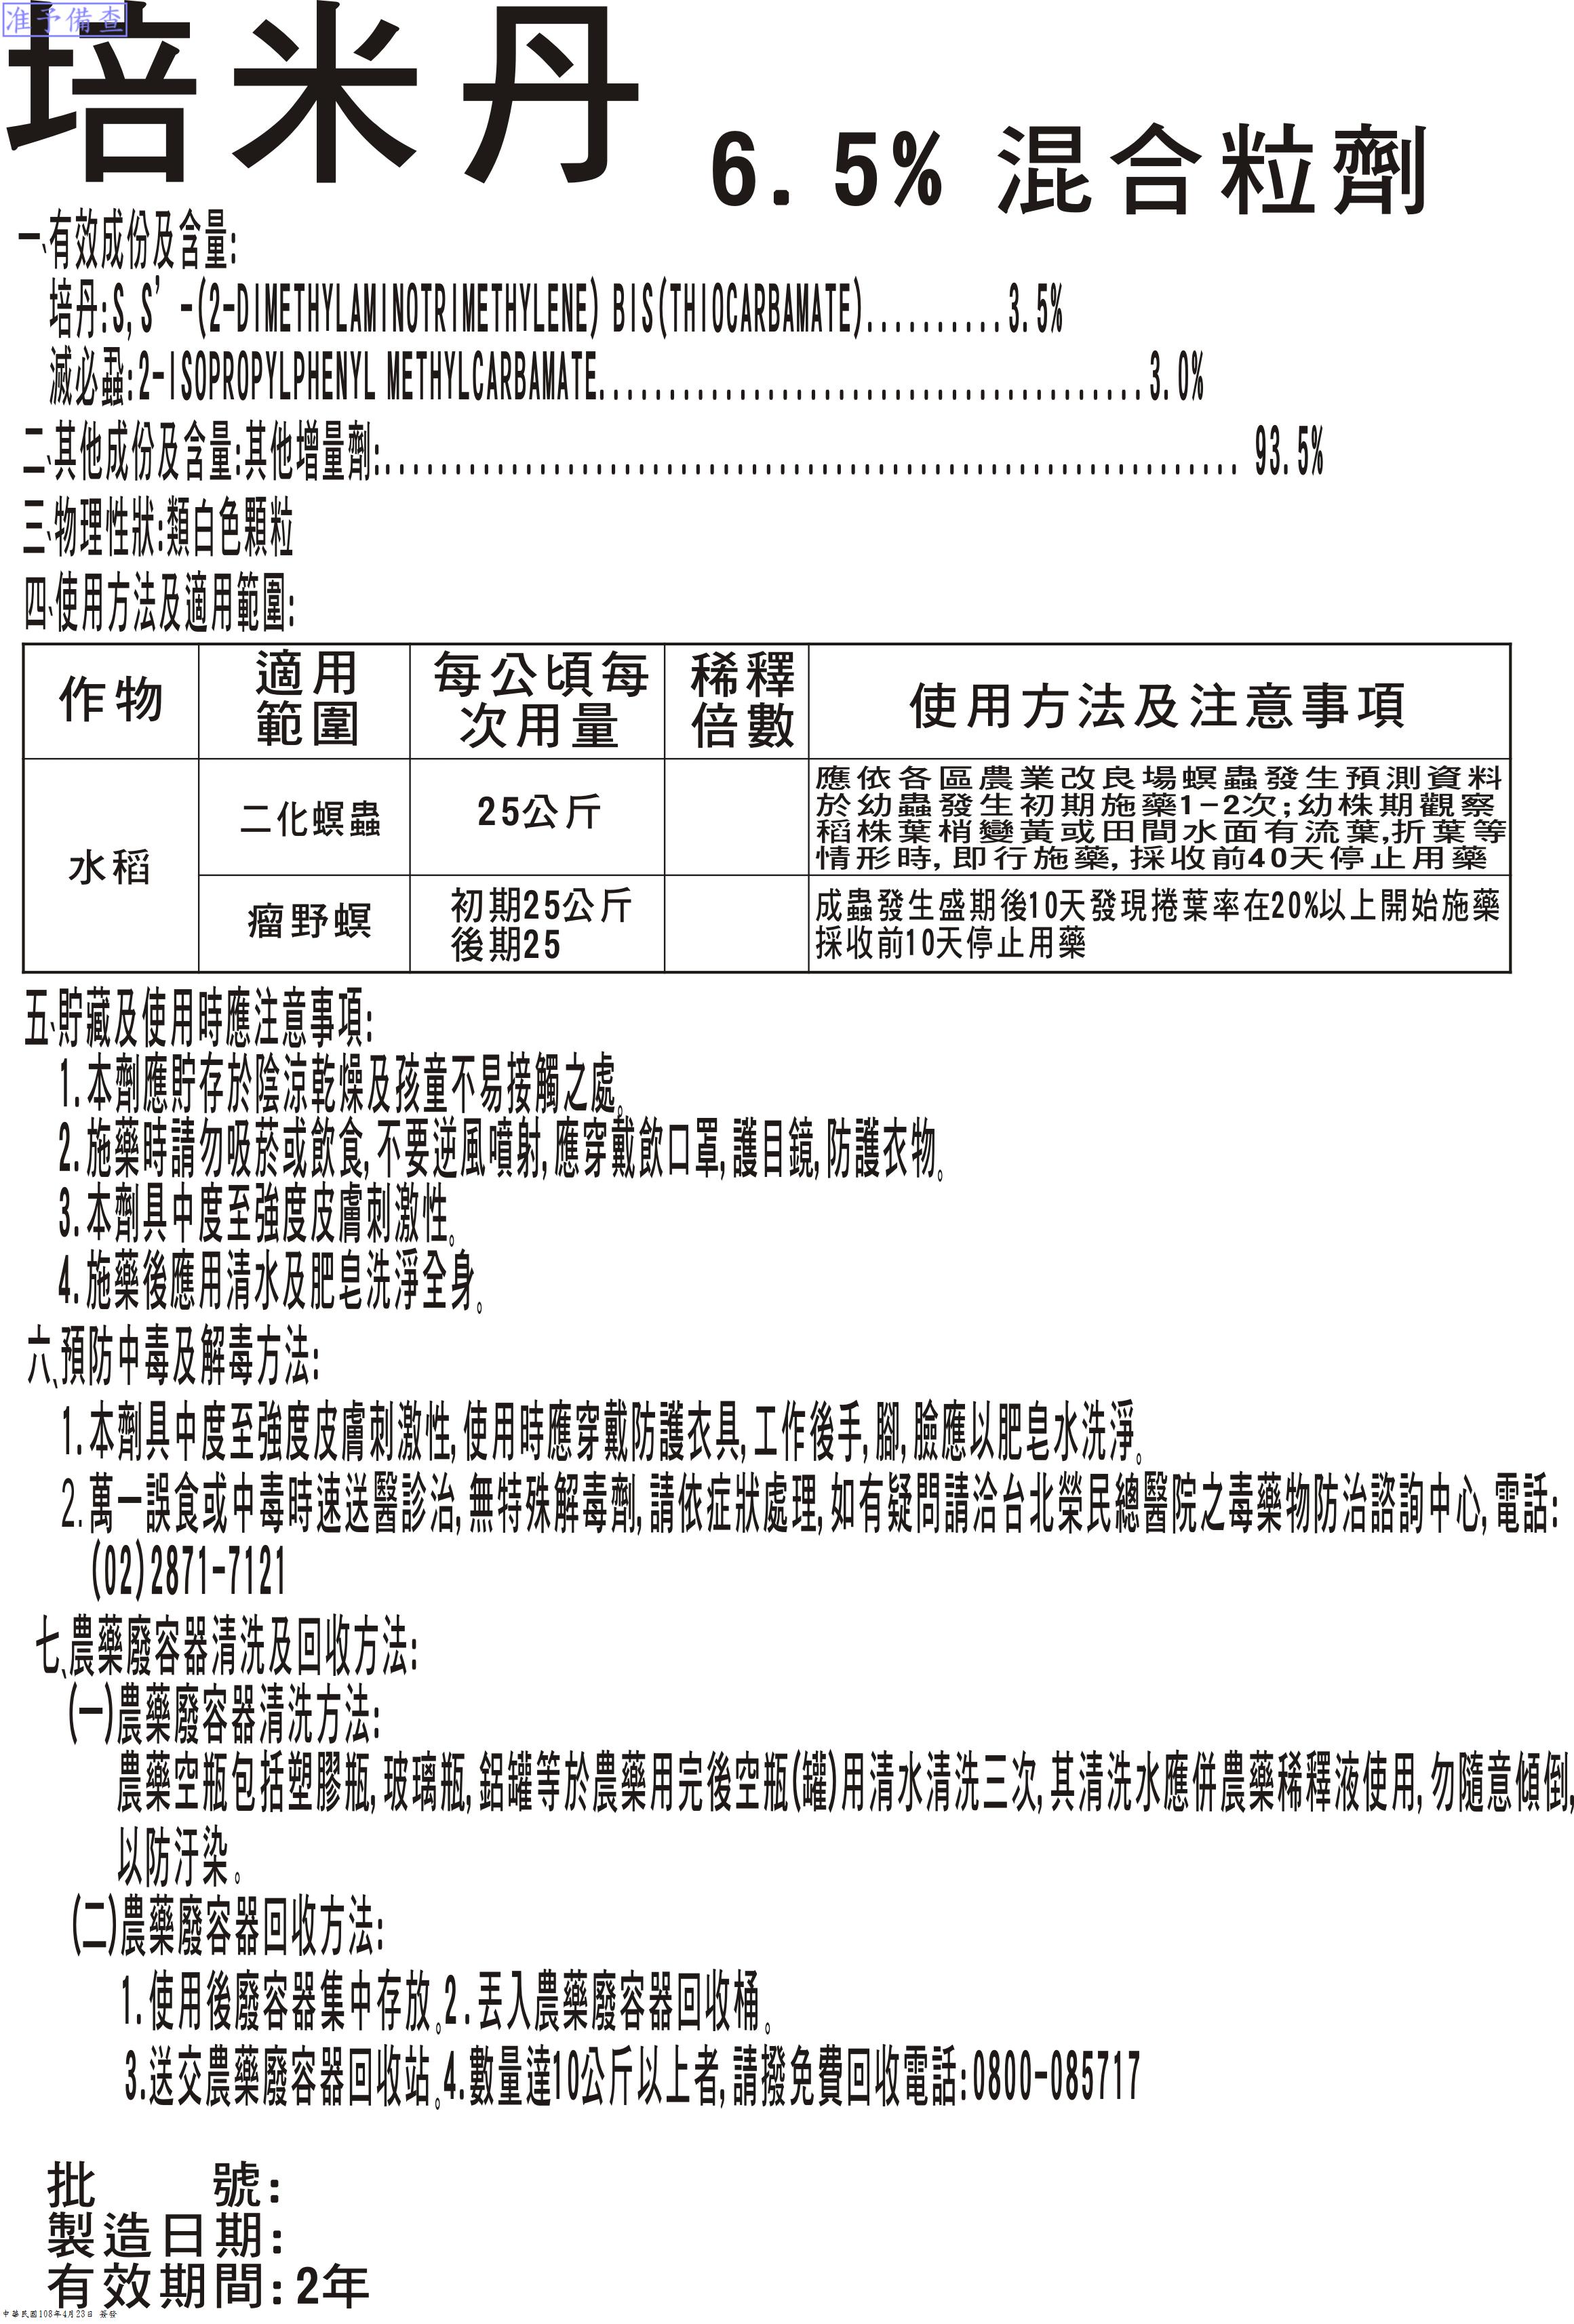 准予備查
培米丹 6.5% 混合粒劑
一、有效成份及含量:
培丹:S,S’-(2-DIMETHYLAMINOTRIMETHYLENE) BIS(THIOCARBAMATE)..........3.5%
滅必蝨:2-ISOPROPYLPHENYL METHYLCARBAMATE.......................................3.0%
二、其他成份及含量:其他增量劑:............................................................. 93.5%
三、物理性狀:類白色顆粒
四、使用方法及適用範圍:
作物 適用範圍 每公頃每次用量 稀釋倍數 使用方法及注意事項
水稻 二化螟蟲 25公斤
應依各區農業改良場螟蟲發生預測資料
於幼蟲發生初期施藥1-2次;幼株期觀察
稻株葉梢變黃或田間水面有流葉,折葉等
情形時,即行施藥,採收前40天停止用藥
瘤野螟
初期25公斤
後期25
成蟲發生盛期後10天發現捲葉率在20%以上開始施藥
採收前10天停止用藥
五、貯藏及使用時應注意事項:
1.本劑應貯存於陰涼乾燥及孩童不易接觸之處。
2.施藥時請勿吸菸或飲食,不要逆風噴射,應穿戴飲口罩,護目鏡,防護衣物。
3.本劑具中度至強度皮膚刺激性。
4.施藥後應用清水及肥皂洗淨全身。
六、預防中毒及解毒方法:
1.本劑具中度至強度皮膚刺激性,使用時應穿戴防護衣具,工作後手,腳,臉應以肥皂水洗淨。
2.萬一誤食或中毒時速送醫診治,無特殊解毒劑,請依症狀處理,如有疑問請洽台北榮民總醫院之毒藥物防治諮詢中心,電話:
(02)2871-7121
七、農藥廢容器清洗及回收方法:
(一)農藥廢容器清洗方法:
農藥空瓶包括塑膠瓶,玻璃瓶,鋁罐等於農藥用完後空瓶(罐)用清水清洗三次,其清洗水應併農藥稀釋液使用,勿隨意傾倒,
以防汙染。
(二)農藥廢容器回收方法:
1.使用後廢容器集中存放。2.丟入農藥廢容器回收桶。
3.送交農藥廢容器回收站。4.數量達10公斤以上者,請撥免費回收電話:0800-085717
批 號:
製造日期:
有效期間:2年
中華民國108年4月23日 簽發